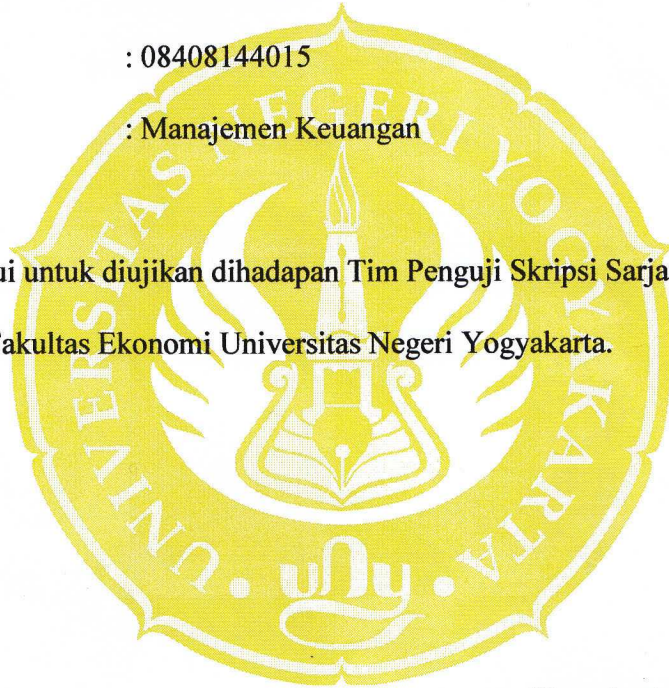 : 08408144015
: Manajemen Keuangan
ui untuk diujikan dihadapan Tim Penguji Skripsi Sarja
Fakultas Ekonomi Universitas Negeri Yogyakarta.
UNIVERSITAS NEGERI YOGYAKARTA
uny